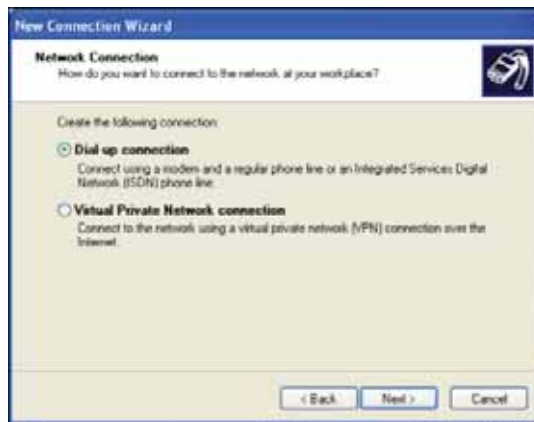 New Connection Wizard
Network Connection
How do you want to connect to the network at your workplace?
Create the following connection:
Dial-up connection
Connect using a modem and a regular phone line or an Integrated Services Digital
Network (ISDN) phone line.
Virtual Private Network connection
Connect to the network using a virtual private network (VPN) connection over the
Internet.
< Back
Next >
Cancel